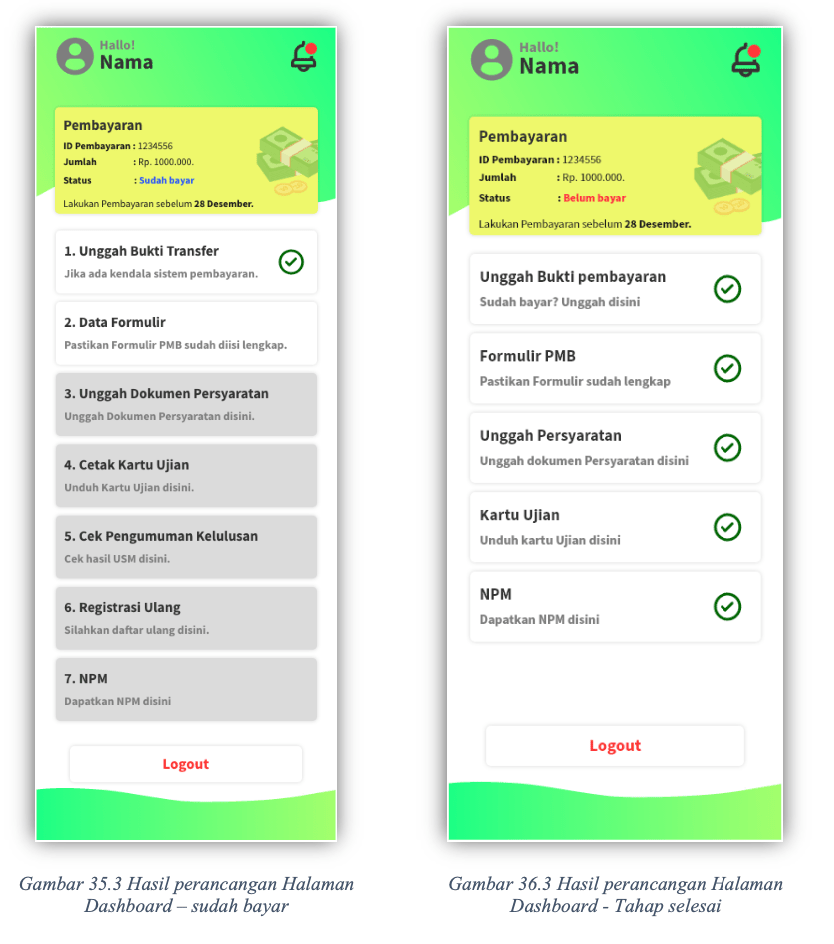 Hallo!
Nama
Pembayaran
ID Pembayaran : 1234556
Jumlah : Rp. 1000.000.
Status : Sudah bayar
Lakukan Pembayaran sebelum 28 Desember.
1. Unggah Bukti Transfer
Jika ada kendala sistem pembayaran.
2. Data Formulir
Pastikan Formulir PMB sudah diisi lengkap.
3. Unggah Dokumen Persyaratan
Unggah Dokumen Persyaratan disini.
4. Cetak Kartu Ujian
Unduh Kartu Ujian disini.
5. Cek Pengumuman Kelulusan
Cek hasil USM disini.
6. Registrasi Ulang
Silahkan daftar ulang disini.
7. NPM
Dapatkan NPM disini
Logout
Gambar 35.3 Hasil perancangan Halaman
Dashboard – sudah bayar
Hallo!
Nama
Pembayaran
ID Pembayaran : 1234556
Jumlah : Rp. 1000.000.
Status : Belum bayar
Lakukan Pembayaran sebelum 28 Desember.
Unggah Bukti pembayaran
Sudah bayar? Unggah disini
Formulir PMB
Pastikan Formulir sudah lengkap
Unggah Persyaratan
Unggah dokumen Persyaratan disini
Kartu Ujian
Unduh kartu Ujian disini
NPM
Dapatkan NPM disini
Logout
Gambar 36.3 Hasil perancangan Halaman
Dashboard - Tahap selesai